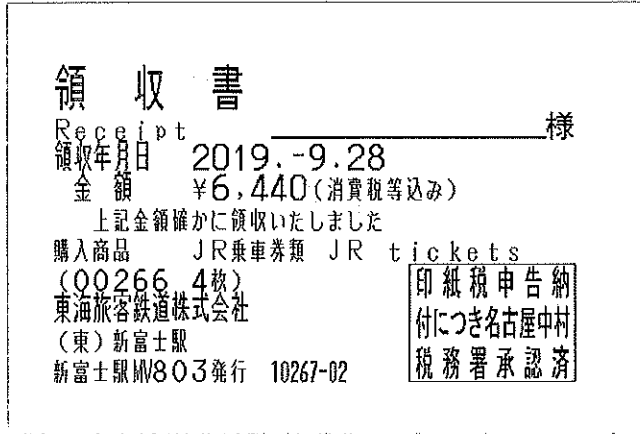 領収書
Receipt 様
領収年月日 2019.-9.28
金額 ¥6,440(消費税等込み)
上記金額確かに領収いたしました
購入商品 JR乗車券類 JR tickets
(00266 4枚)
東海旅客鉄道株式会社
(東)新富士駅
新富士駅MV803発行 10267-02
印紙税申告納
付につき名古屋中村
税務署承認済